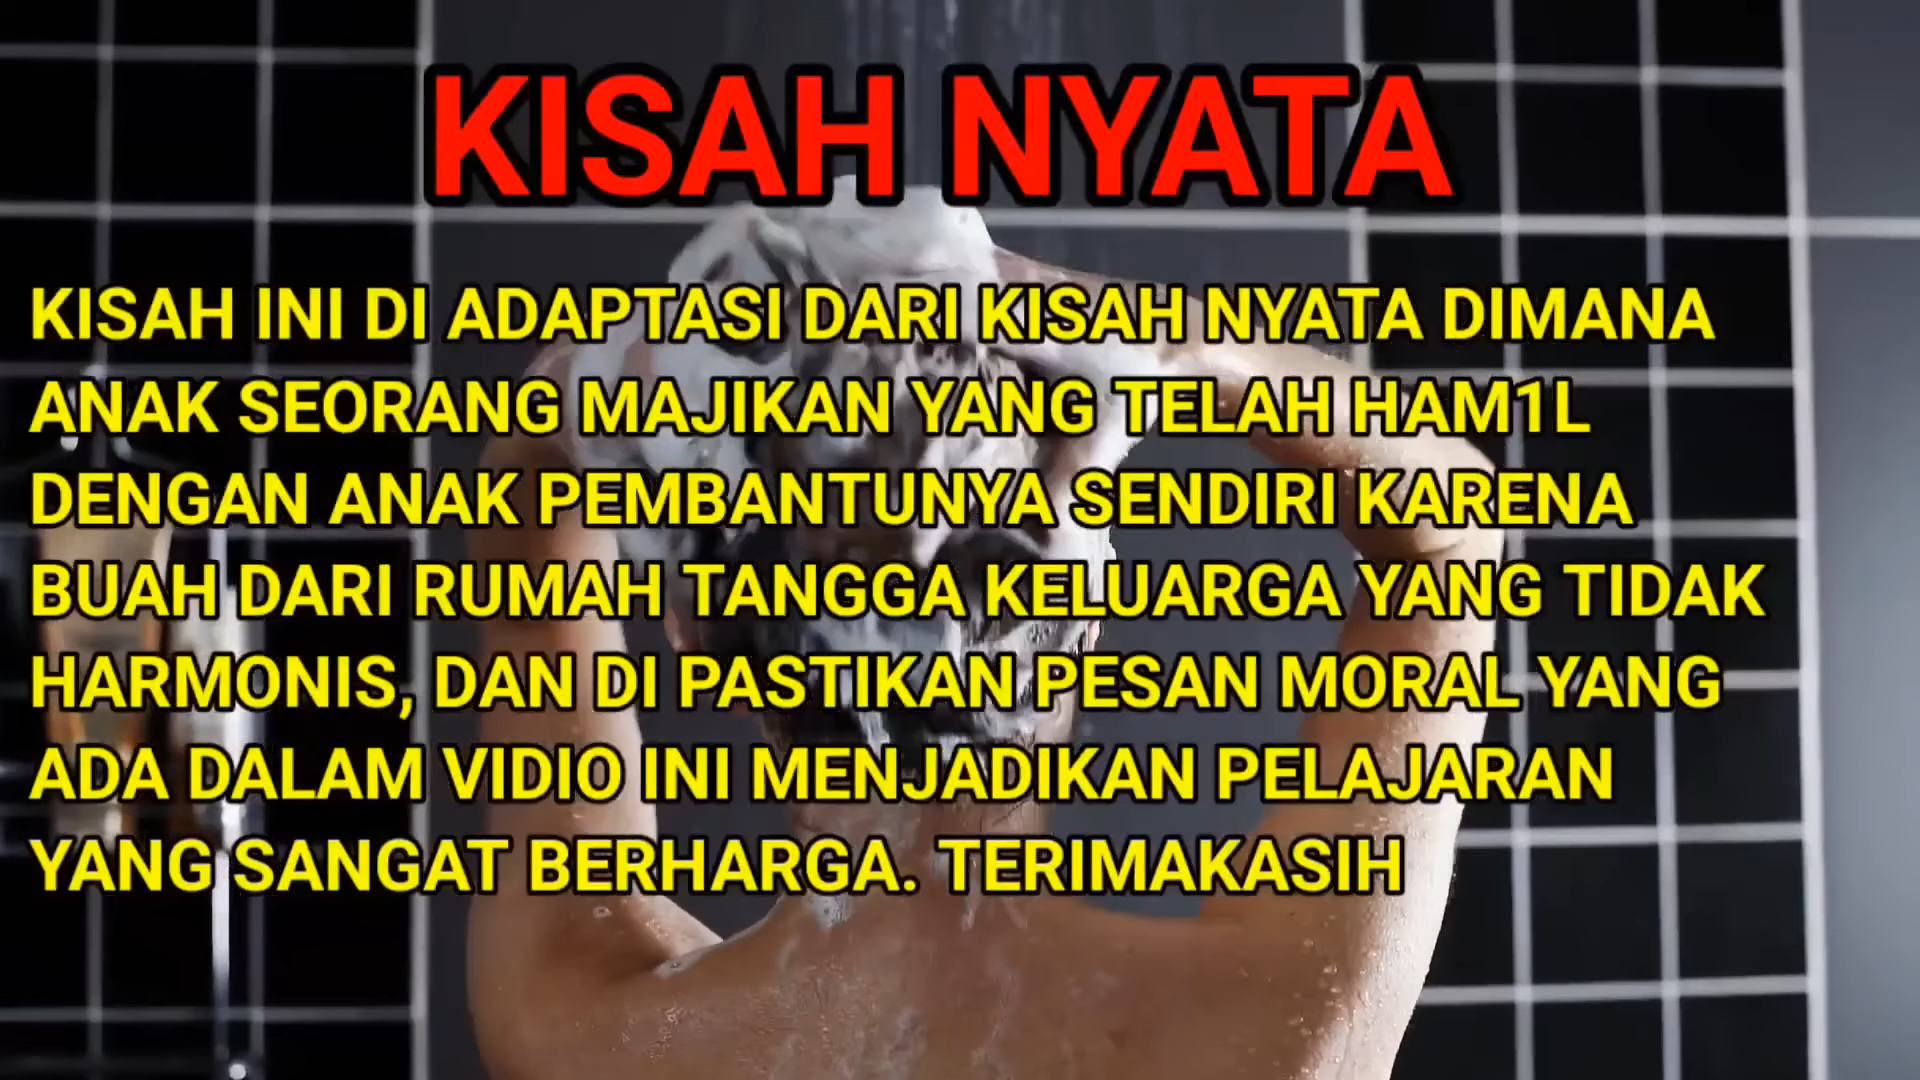 KISAH NYATA
KISAH INI DI ADAPTASI DARI KISAH NYATA DIMANA
ANAK SEORANG MAJIKAN YANG TELAH HAM1L
DENGAN ANAK PEMBANTUNYA SENDIRI KARENA
BUAH DARI RUMAH TANGGA KELUARGA YANG TIDAK
HARMONIS, DAN DI PASTIKAN PESAN MORAL YANG
ADA DALAM VIDIO INI MENJADIKAN PELAJARAN
YANG SANGAT BERHARGA. TERIMAKASIH